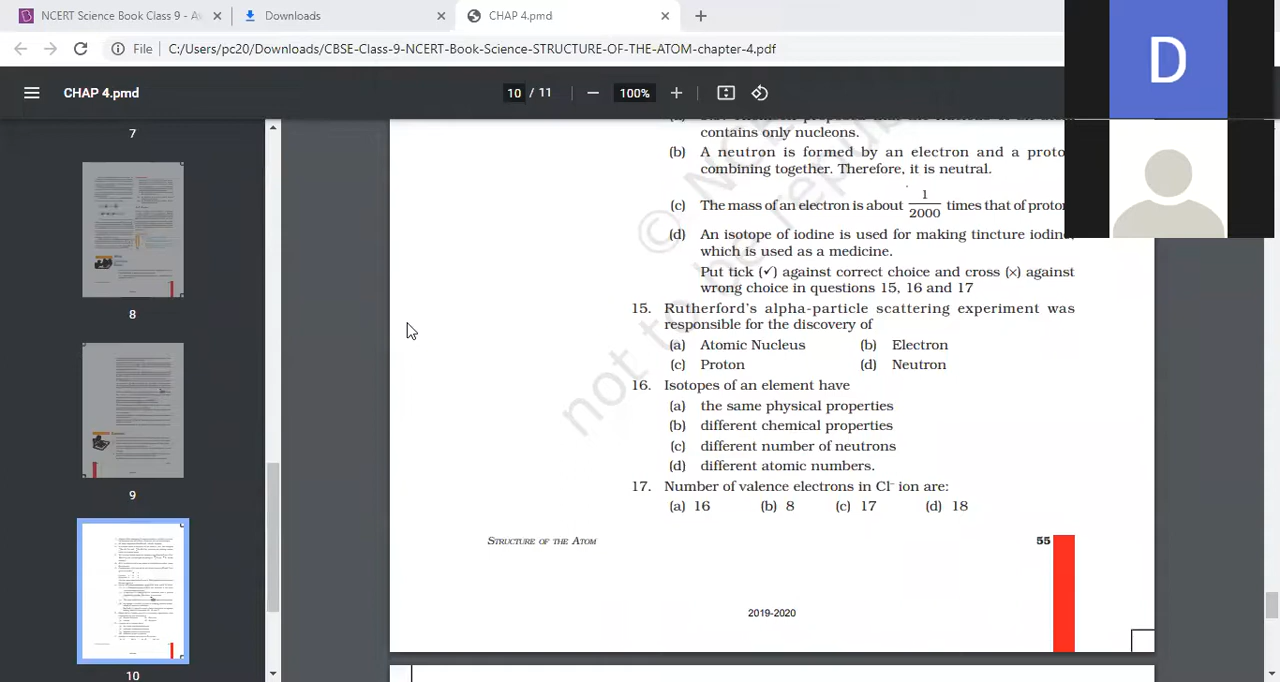 NCERT Science Book Class 9 - A
Downloads
CHAP 4.pmd
File C:/Users/pc20/Downloads/CBSE-Class-9-NCERT-Book-Science-STRUCTURE-OF-THE-ATOM-chapter-4.pdf
CHAP 4.pmd
10 / 11
100%
D
7
8
9
10
contains only nucleons.
(b) A neutron is formed by an electron and a proto
combining together. Therefore, it is neutral.
(c) The mass of an electron is about 1/2000 times that of proton
(d) An isotope of iodine is used for making tincture iodine
which is used as a medicine.
Put tick (✓) against correct choice and cross (×) against
wrong choice in questions 15, 16 and 17
15. Rutherford's alpha-particle scattering experiment was
responsible for the discovery of
(a) Atomic Nucleus (b) Electron
(c) Proton (d) Neutron
16. Isotopes of an element have
(a) the same physical properties
(b) different chemical properties
(c) different number of neutrons
(d) different atomic numbers.
17. Number of valence electrons in Cl⁻ ion are:
(a) 16 (b) 8 (c) 17 (d) 18
STRUCTURE OF THE ATOM
55
2019-2020
© NC
not to be repub